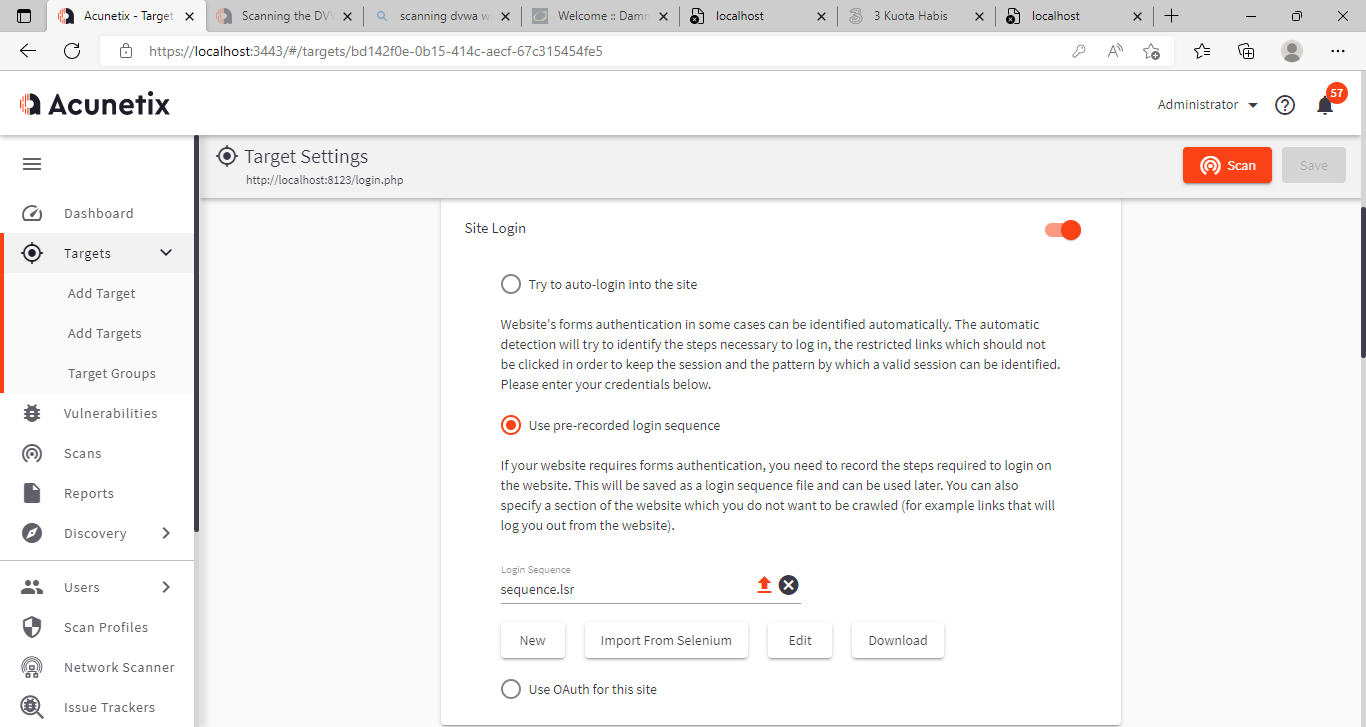 Acunetix - Target
Scanning the DV
scanning dvwa w
Welcome :: Damn
localhost
3 Kuota Habis
localhost
https://localhost:3443/#/targets/bd142f0e-0b15-414c-aecf-67c315454fe5
Acunetix
Administrator
57
Target Settings
http://localhost:8123/login.php
Scan
Save
Dashboard
Targets
Add Target
Add Targets
Target Groups
Vulnerabilities
Scans
Reports
Discovery
Users
Scan Profiles
Network Scanner
Issue Trackers
Site Login
Try to auto-login into the site
Website's forms authentication in some cases can be identified automatically. The automatic
detection will try to identify the steps necessary to log in, the restricted links which should not
be clicked in order to keep the session and the pattern by which a valid session can be identified.
Please enter your credentials below.
Use pre-recorded login sequence
If your website requires forms authentication, you need to record the steps required to login on
the website. This will be saved as a login sequence file and can be used later. You can also
specify a section of the website which you do not want to be crawled (for example links that will
log you out from the website).
Login Sequence
sequence.lsr
New
Import From Selenium
Edit
Download
Use OAuth for this site